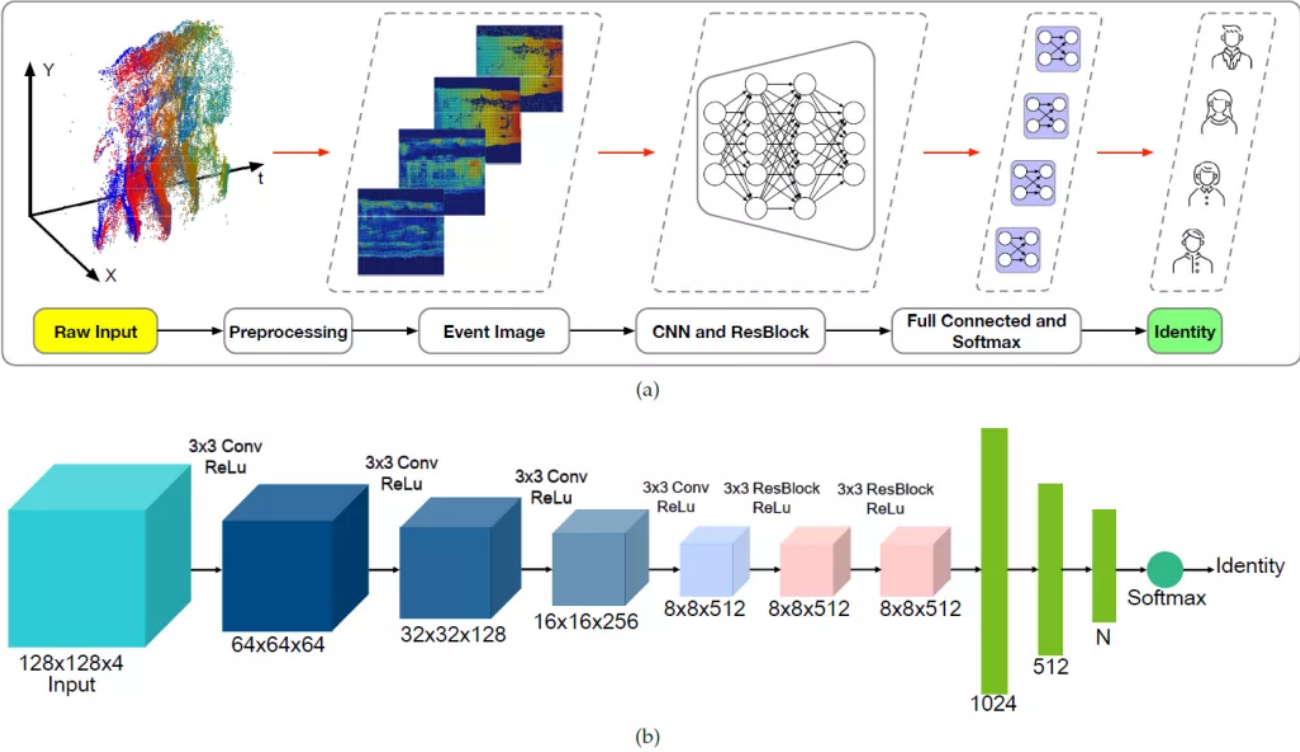 Y
t
X
Raw Input
Preprocessing
Event Image
CNN and ResBlock
Full Connected and
Softmax
Identity
(a)
3x3 Conv
ReLu
3x3 Conv
ReLu
3x3 Conv
ReLu
3x3 Conv
ReLu
3x3 ResBlock
ReLu
3x3 ResBlock
ReLu
128x128x4
Input
64x64x64
32x32x128
16x16x256
8x8x512
8x8x512
8x8x512
1024
512
N
Softmax
Identity
(b)